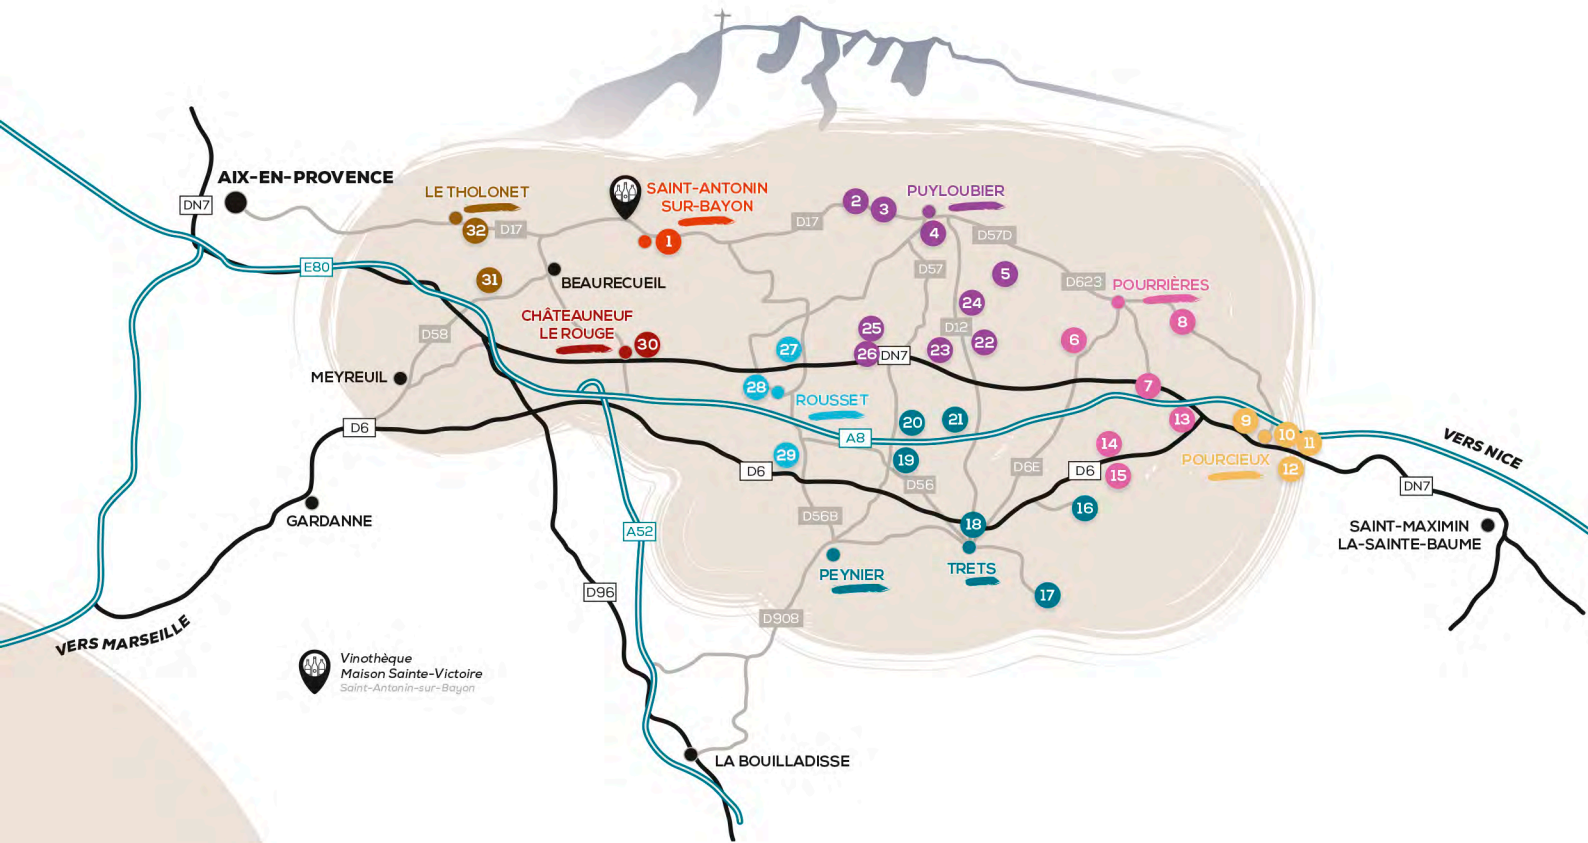 AIX-EN-PROVENCE
DN7
LE THOLONET
32
D17
SAINT-ANTONIN
SUR-BAYON
1
D17
2
3
PUYLOUBIER
4
D57D
D57
5
E80
31
BEAURECUEIL
D623
POURRIÈRES
24
8
CHÂTEAUNEUF
LE ROUGE
30
D58
25
D12
6
27
26
DN7
23
22
MEYREUIL
28
ROUSSET
7
D6
20
21
13
9
10
11
A8
14
29
19
D6
D56
D6E
D6
15
POURCIEUX
12
VERS NICE
DN7
GARDANNE
A52
D56B
18
16
SAINT-MAXIMIN
LA-SAINTE-BAUME
PEYNIER
TRETS
17
D96
D908
VERS MARSEILLE
Vinothèque
Maison Sainte-Victoire
Saint-Antonin-sur-Bayon
LA BOUILLADISSE